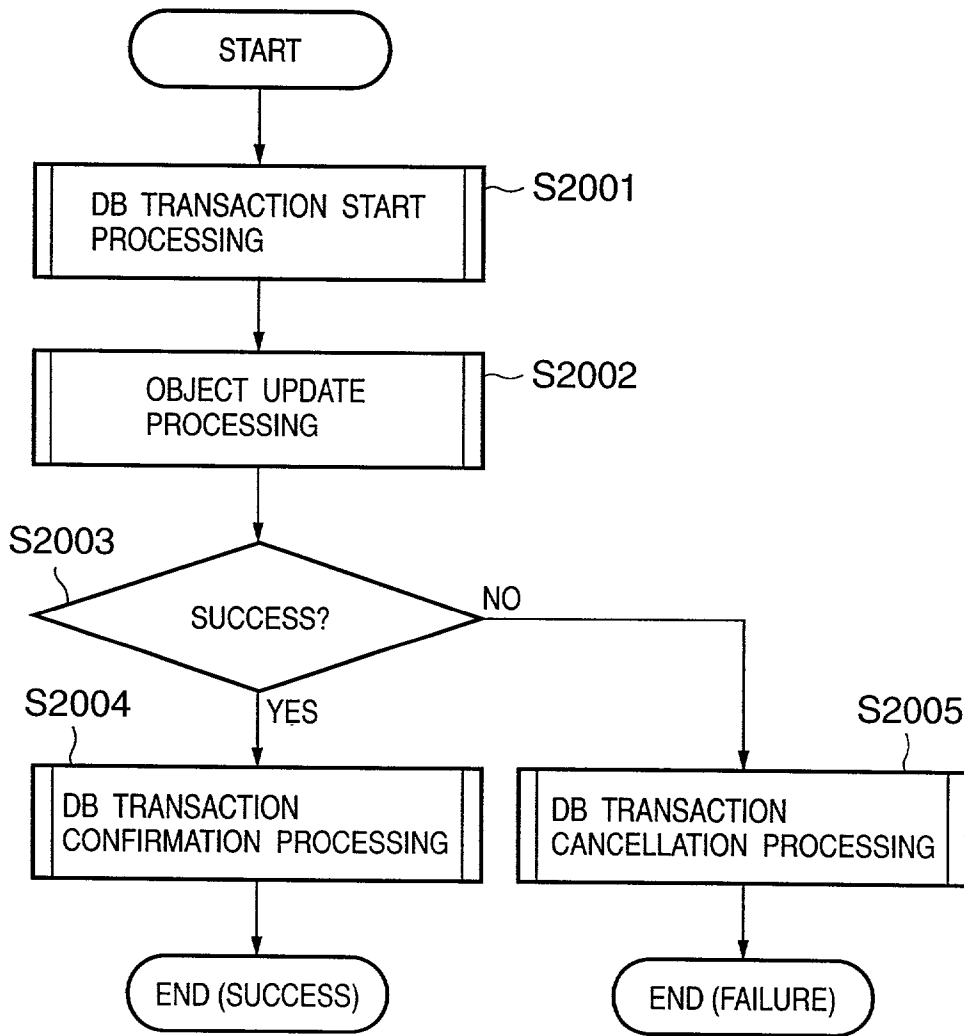 START
DB TRANSACTION START
PROCESSING
S2001
OBJECT UPDATE
PROCESSING
S2002
S2003
SUCCESS?
NO
YES
S2004
DB TRANSACTION
CONFIRMATION PROCESSING
S2005
DB TRANSACTION
CANCELLATION PROCESSING
END (SUCCESS)
END (FAILURE)